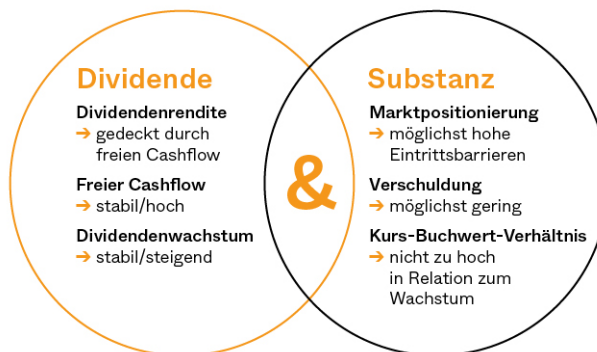 Dividende
Dividendenrendite
→ gedeckt durch
freien Cashflow
Freier Cashflow
→ stabil/hoch
Dividendenwachstum
→ stabil/steigend
&
Substanz
Marktpositionierung
→ möglichst hohe
Eintrittsbarrieren
Verschuldung
→ möglichst gering
Kurs-Buchwert-Verhältnis
→ nicht zu hoch
in Relation zum
Wachstum